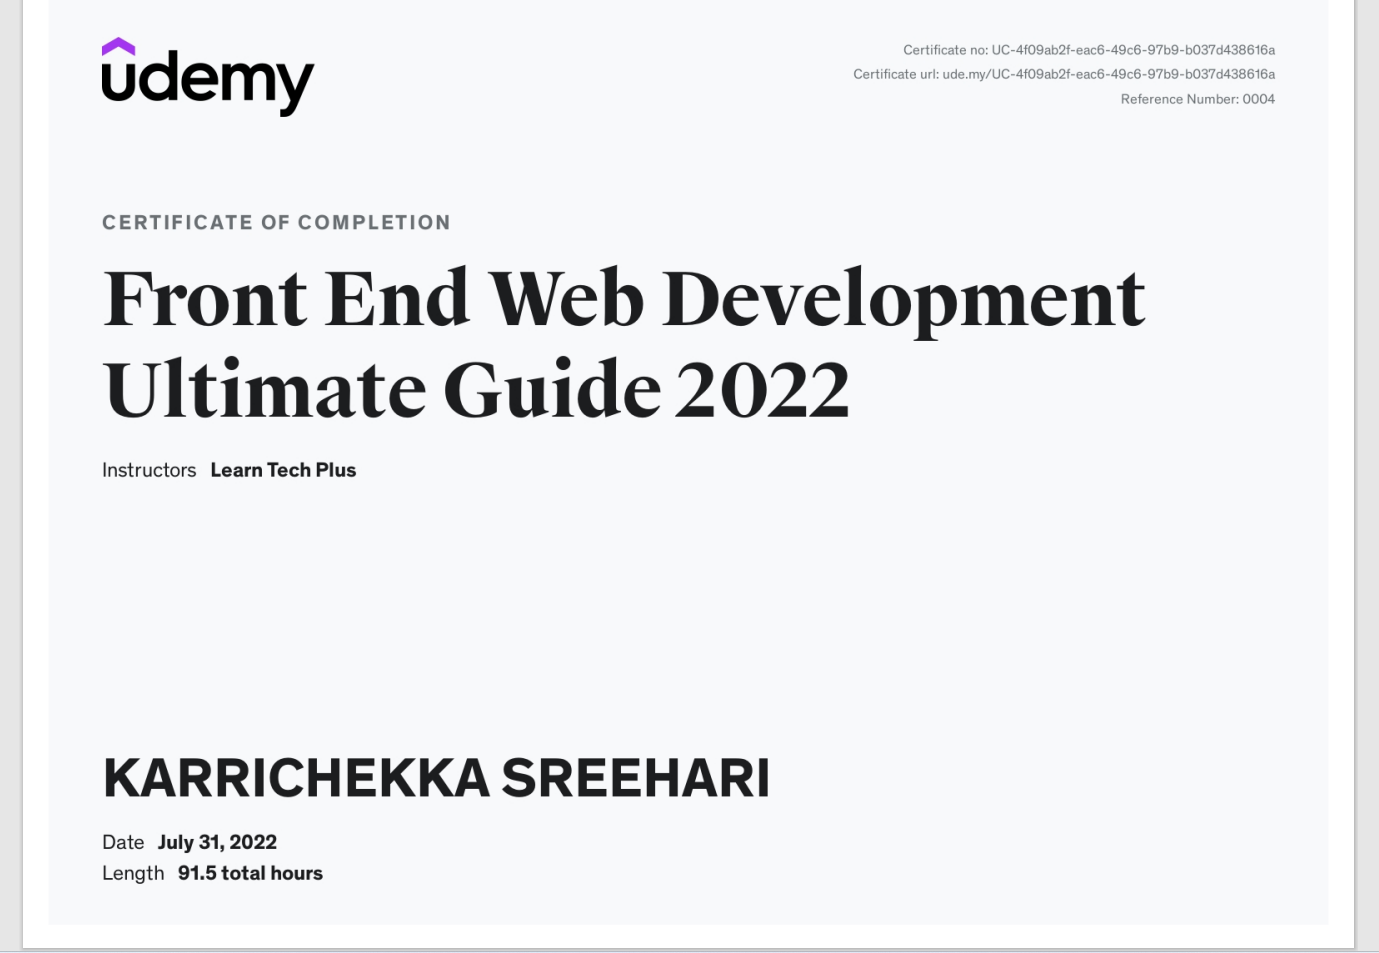 udemy
Certificate no: UC-4f09ab2f-eac6-49c6-97b9-b037d438616a
Certificate url: ude.my/UC-4f09ab2f-eac6-49c6-97b9-b037d438616a
Reference Number: 0004
CERTIFICATE OF COMPLETION
Front End Web Development
Ultimate Guide 2022
Instructors Learn Tech Plus
KARRICHEKKA SREEHARI
Date July 31, 2022
Length 91.5 total hours